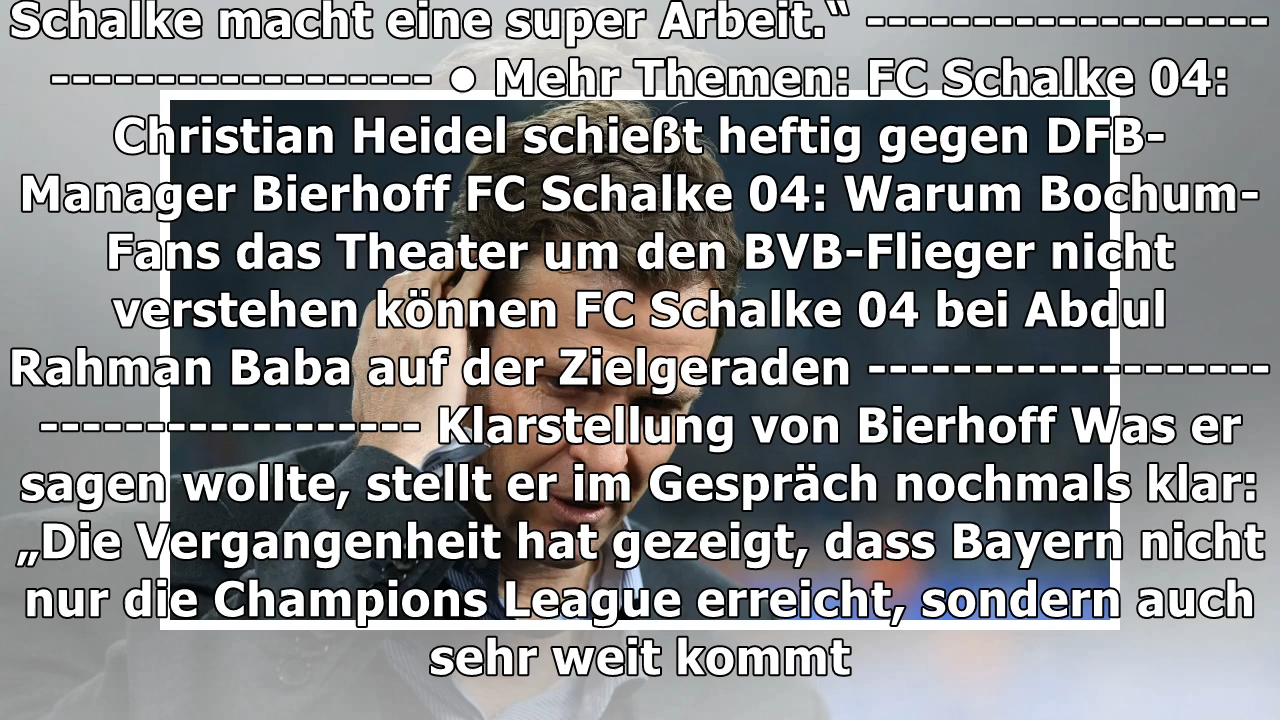 Schalke macht eine super Arbeit.“ -------------------
------------------ ● Mehr Themen: FC Schalke 04:
Christian Heidel schießt heftig gegen DFB-
Manager Bierhoff FC Schalke 04: Warum Bochum-
Fans das Theater um den BVB-Flieger nicht
verstehen können FC Schalke 04 bei Abdul
Rahman Baba auf der Zielgeraden -------------------
------------------ Klarstellung von Bierhoff Was er
sagen wollte, stellt er im Gespräch nochmals klar:
„Die Vergangenheit hat gezeigt, dass Bayern nicht
nur die Champions League erreicht, sondern auch
sehr weit kommt